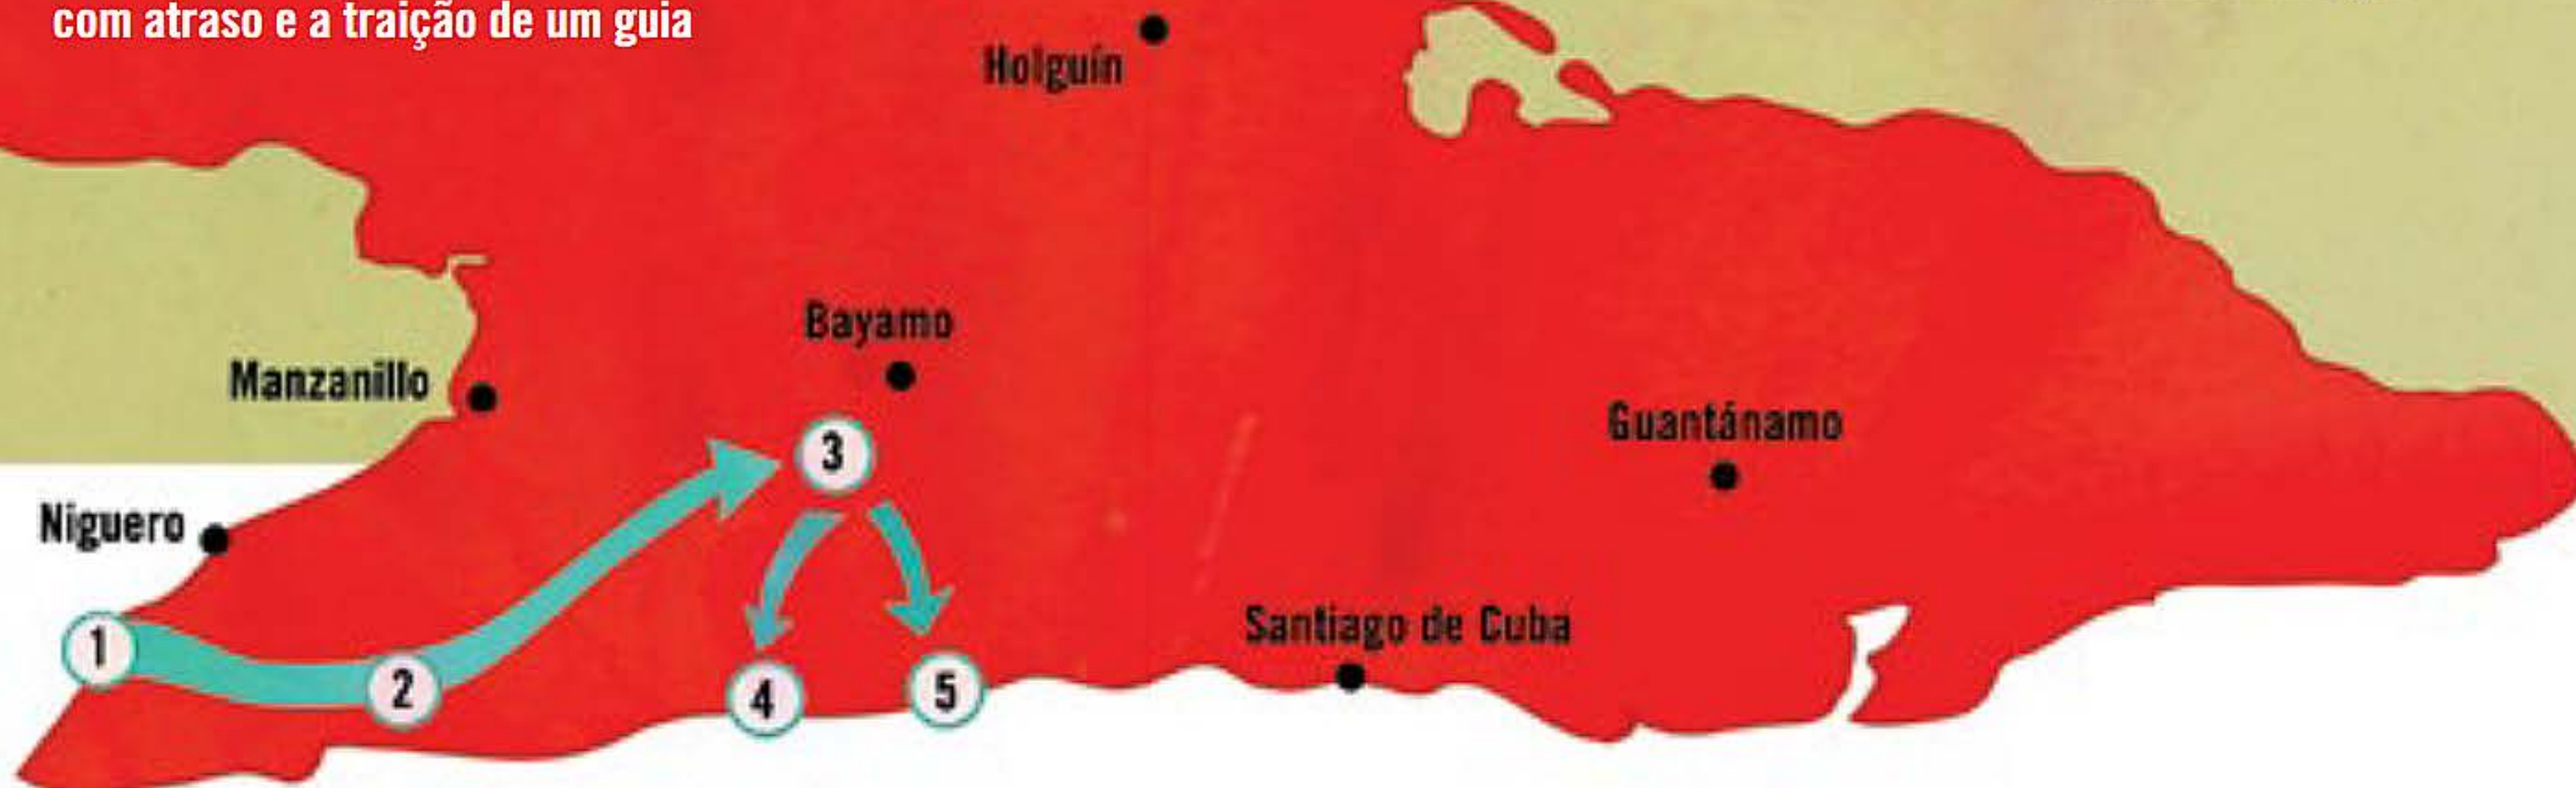 com atraso e a traição de um guia
Holguín
Bayamo
Manzanillo
Guantánamo
3
Niguero
Santiago de Cuba
1
2
4
5